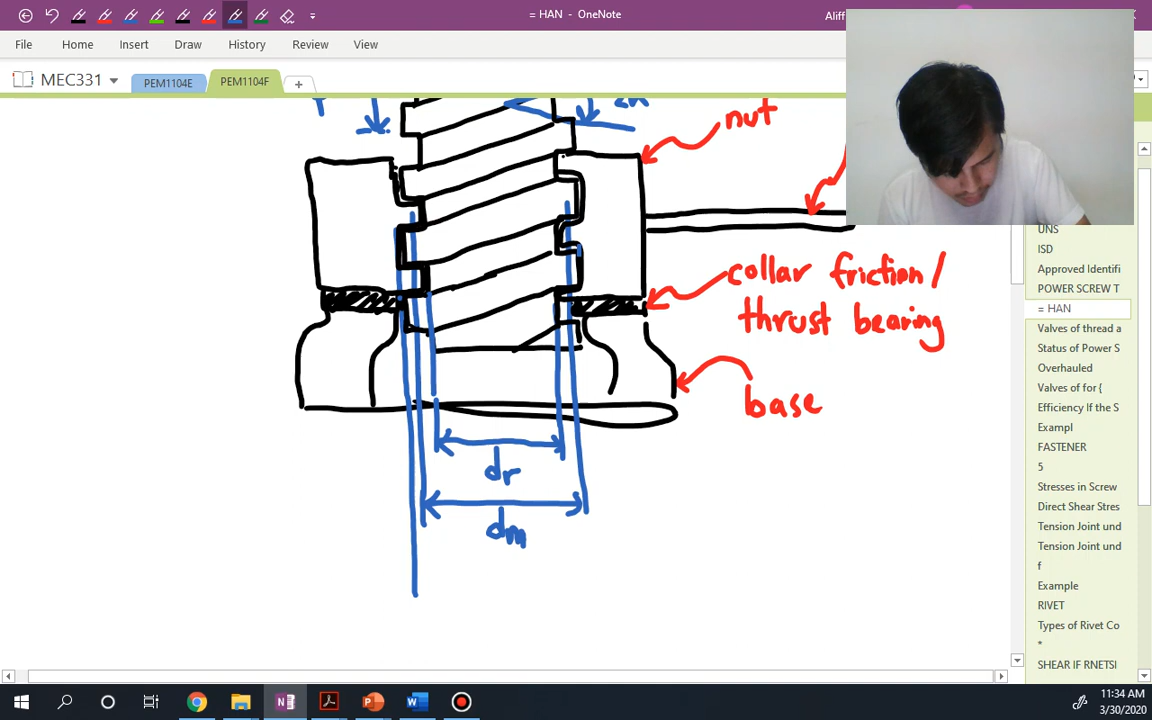 = HAN - OneNote
Aliff
File Home Insert Draw History Review View
MEC331 PEM1104E PEM1104F
nut
collar friction/
thrust bearing
base
dr
dm
UNS
ISD
Approved Identifi
POWER SCREW T
= HAN
Valves of thread a
Status of Power S
Overhauled
Valves of for {
Efficiency If the S
Exampl
FASTENER
5
Stresses in Screw
Direct Shear Stres
Tension Joint und
Tension Joint und
f
Example
RIVET
Types of Rivet Co
*
SHEAR IF RNETSI
11:34 AM
3/30/2020